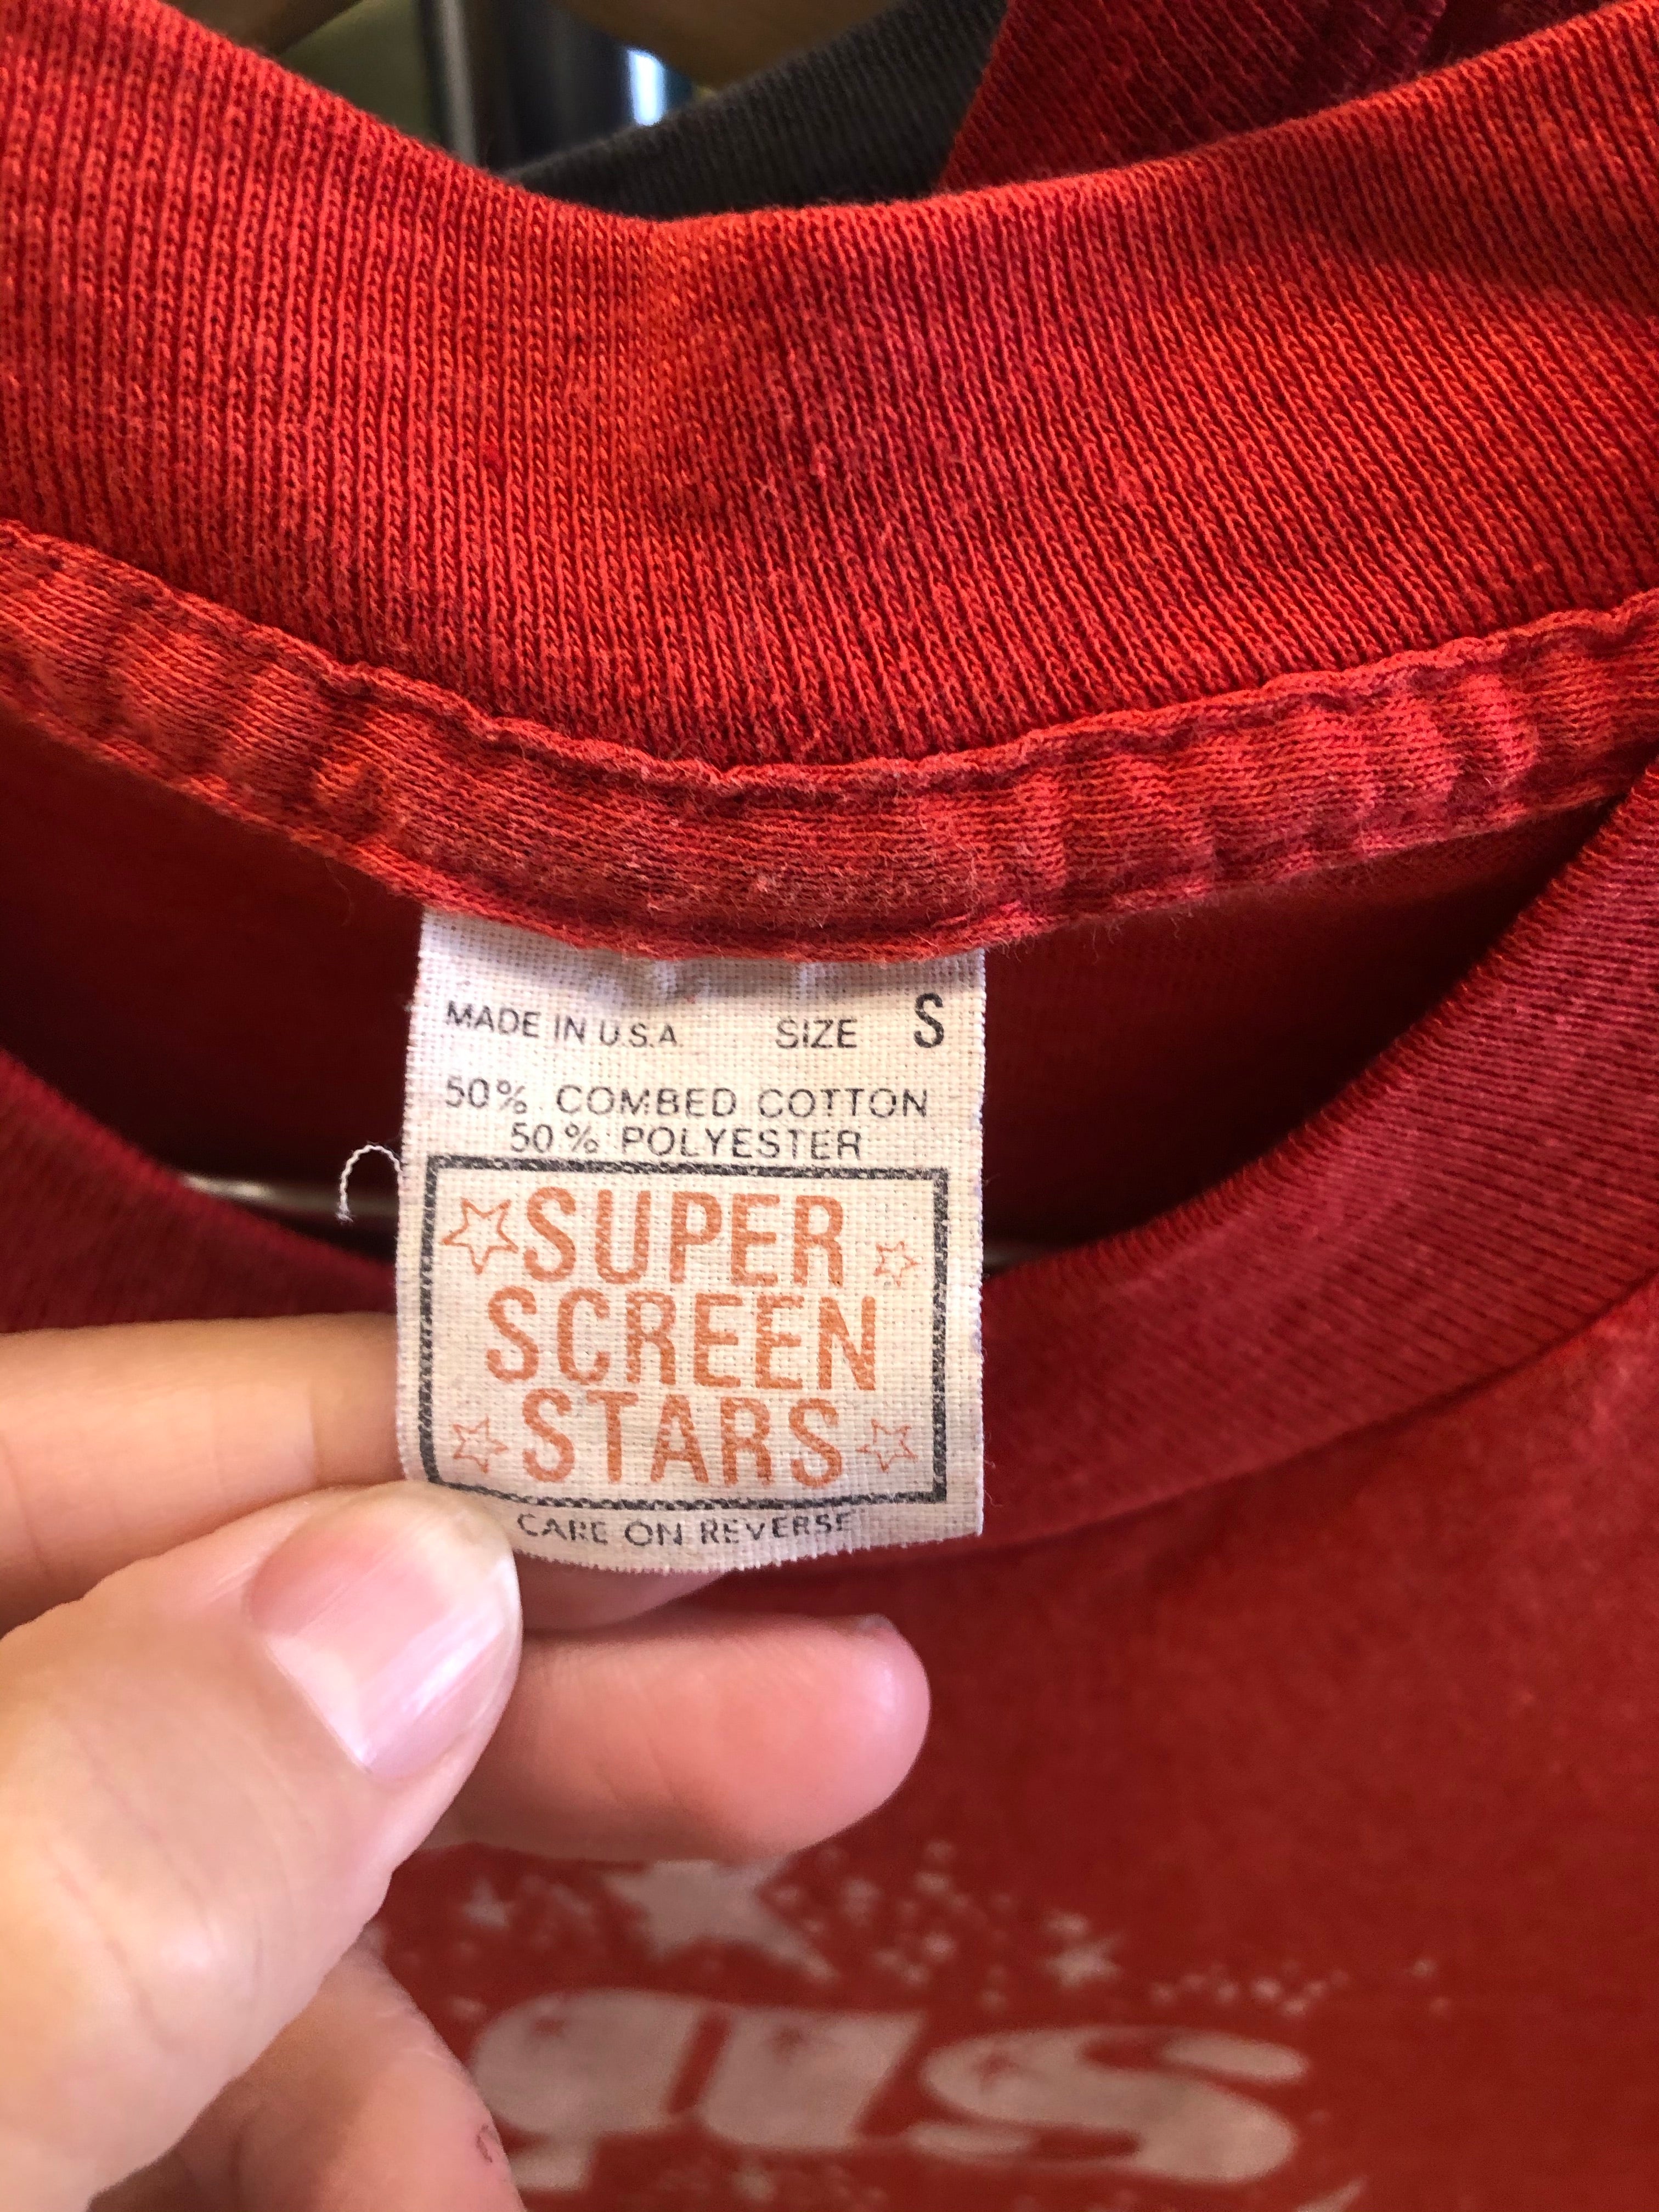 MADE IN U.S.A. SIZE S
50% COMBED COTTON
50% POLYESTER
SUPER
SCREEN
STARS
CARE ON REVERSE